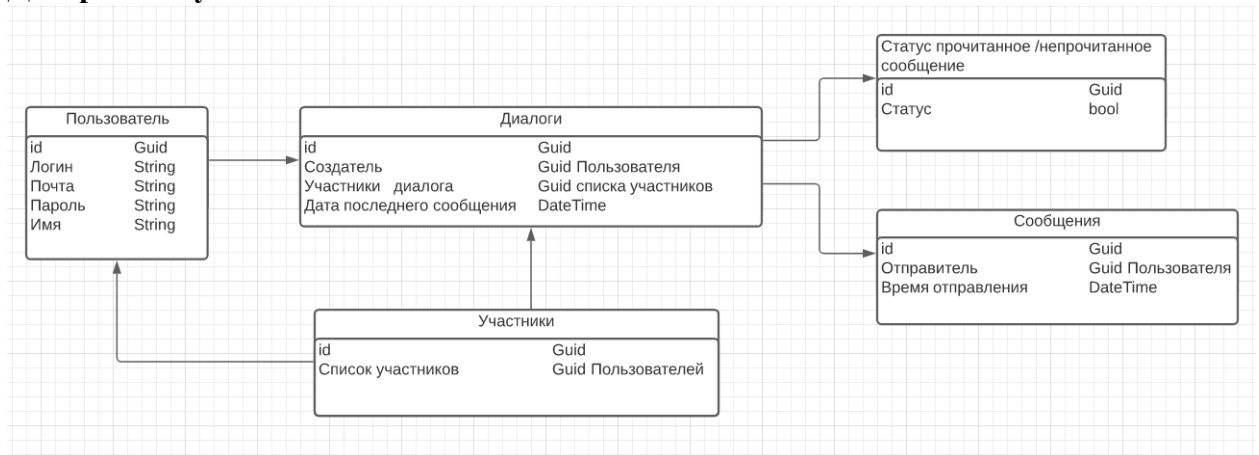 Пользователь
id Guid
Логин String
Почта String
Пароль String
Имя String
Диалоги
id Guid
Создатель Guid Пользователя
Участники диалога Guid списка участников
Дата последнего сообщения DateTime
Статус прочитанное /непрочитанное
сообщение
id Guid
Статус bool
Сообщения
id Guid
Отправитель Guid Пользователя
Время отправления DateTime
Участники
id Guid
Список участников Guid Пользователей